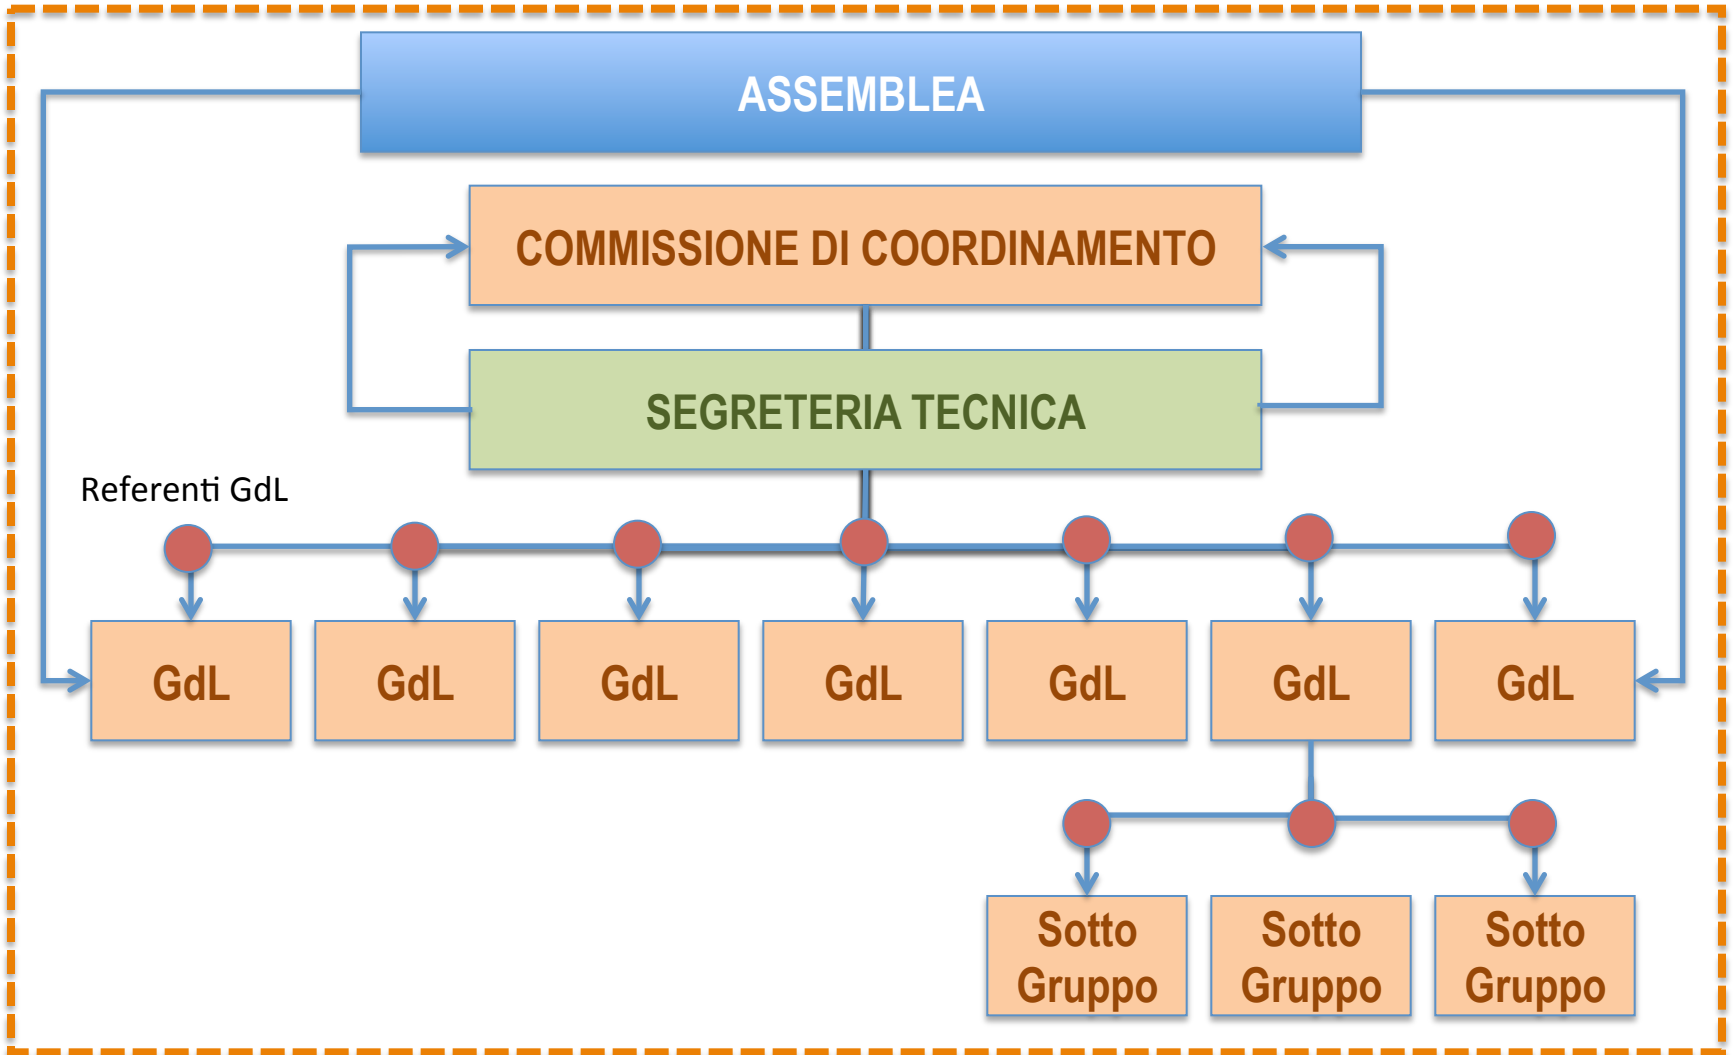 ASSEMBLEA
COMMISSIONE DI COORDINAMENTO
SEGRETERIA TECNICA
Referenti GdL
GdL
GdL
GdL
GdL
GdL
GdL
GdL
Sotto
Gruppo
Sotto
Gruppo
Sotto
Gruppo